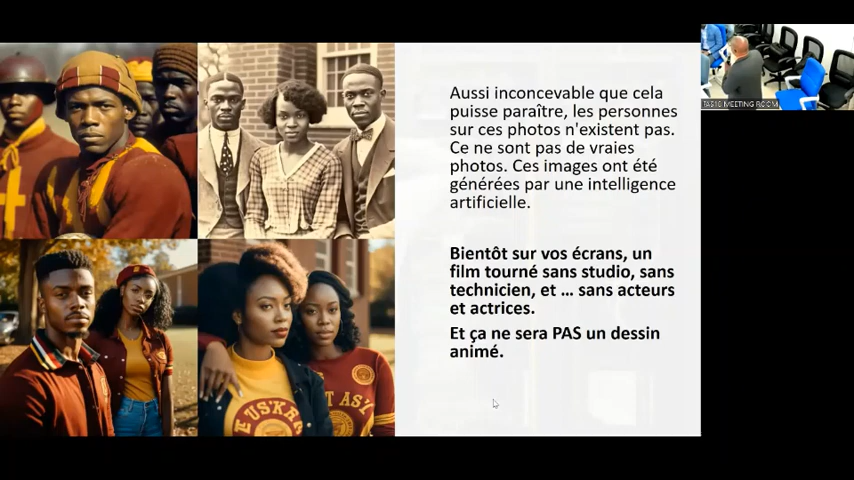 Aussi inconcevable que cela
puisse paraître, les personnes
sur ces photos n'existent pas.
Ce ne sont pas de vraies
photos. Ces images ont été
générées par une intelligence
artificielle.
Bientôt sur vos écrans, un
film tourné sans studio, sans
technicien, et ... sans acteurs
et actrices.
Et ça ne sera PAS un dessin
animé.
MEETING ROOM